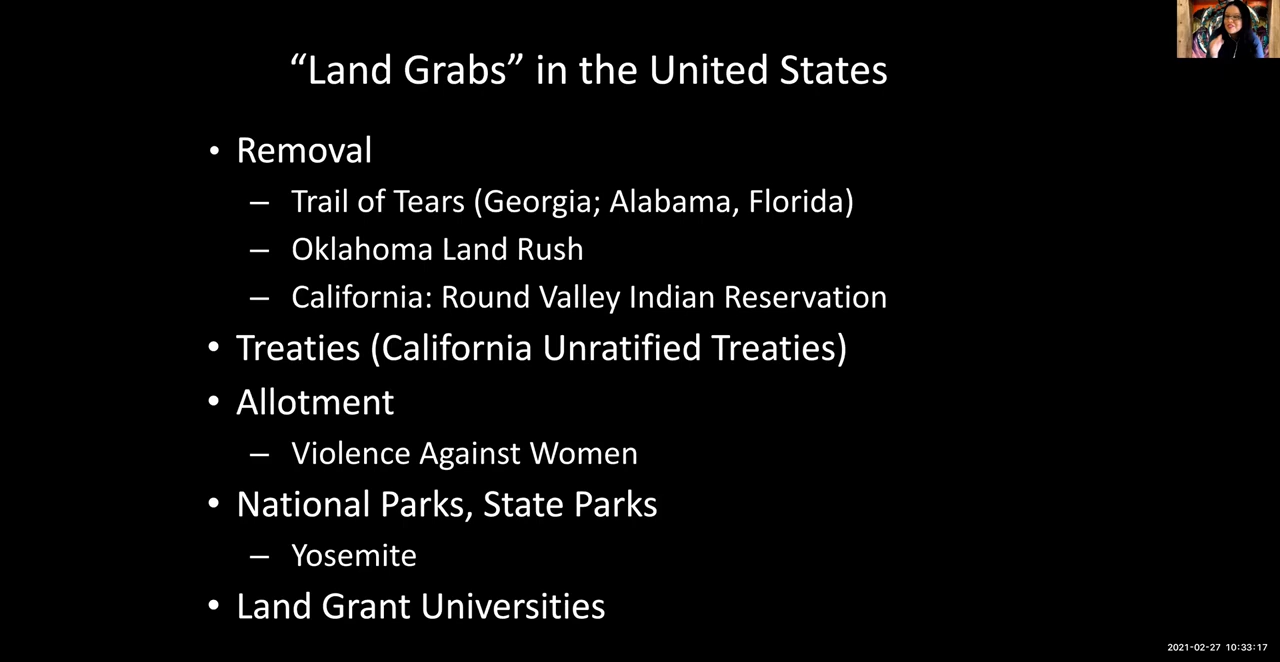 “Land Grabs” in the United States
• Removal
– Trail of Tears (Georgia; Alabama, Florida)
– Oklahoma Land Rush
– California: Round Valley Indian Reservation
• Treaties (California Unratified Treaties)
• Allotment
– Violence Against Women
• National Parks, State Parks
– Yosemite
• Land Grant Universities
2021-02-27 10:33:17